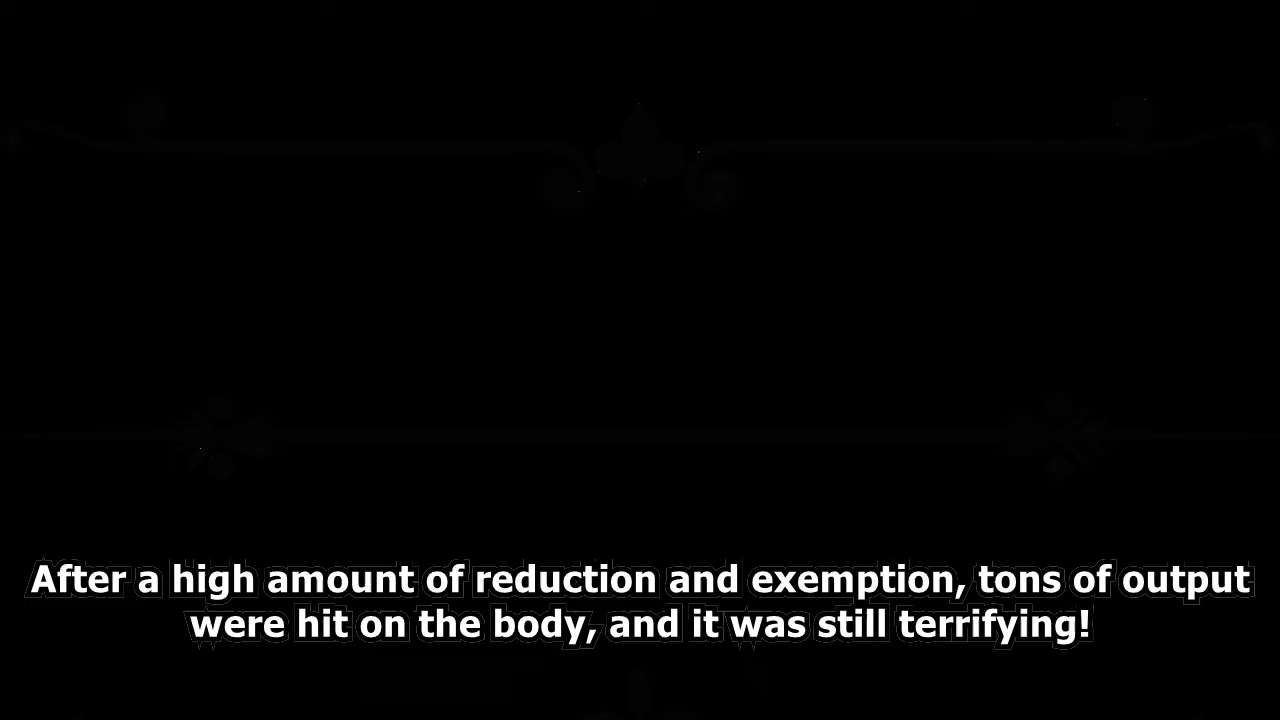 After a high amount of reduction and exemption, tons of output
were hit on the body, and it was still terrifying!